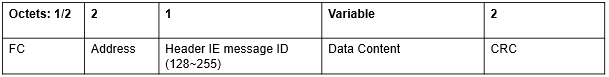 Octets: 1/2 2 1 Variable 2
FC Address Header IE message ID Data Content CRC
(128~255)